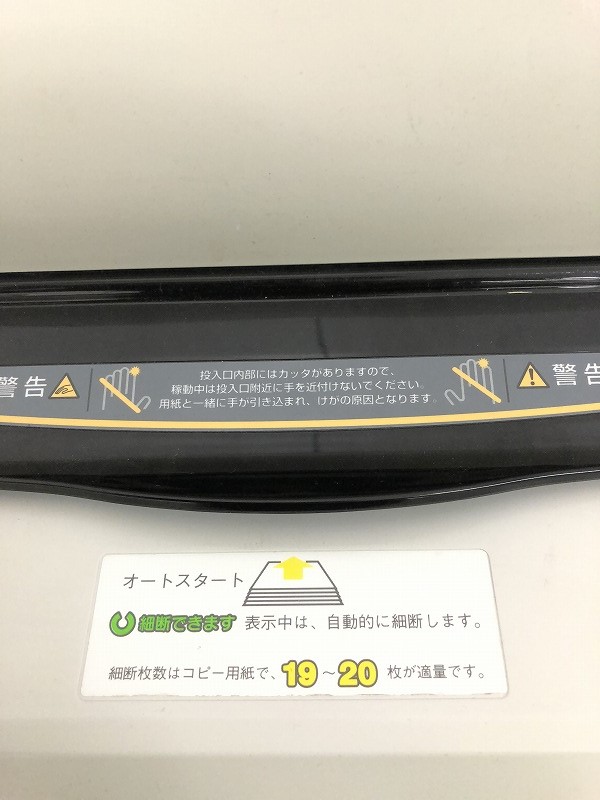 警告
投入口内部にはカッタがありますので、
稼動中は投入口附近に手を近付けないでください。
用紙と一緒に手が引き込まれ、けがの原因となります。
警告
オートスタート
細断できます 表示中は、自動的に細断します。
細断枚数はコピー用紙で、19～20枚が適量です。